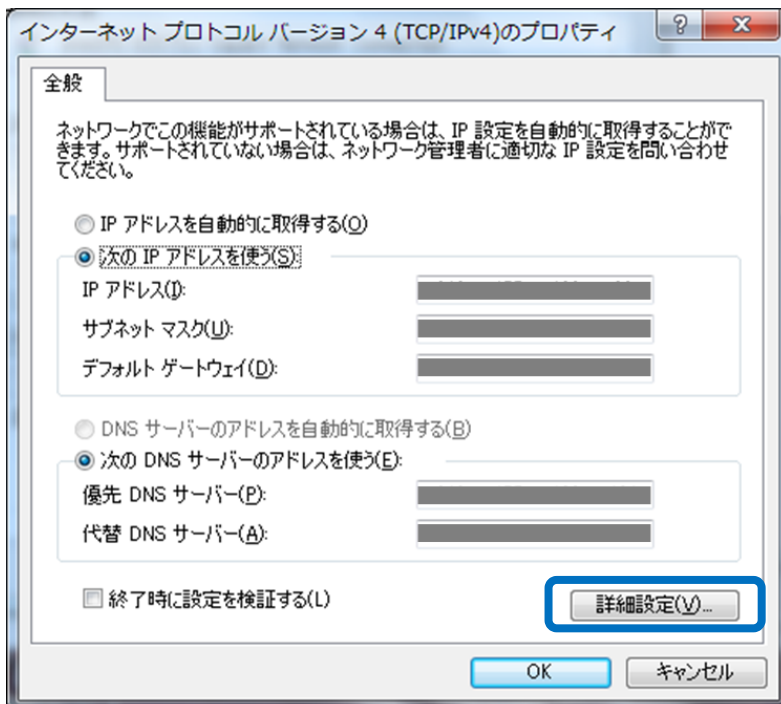 インターネット プロトコル バージョン 4 (TCP/IPv4)のプロパティ
全般
ネットワークでこの機能がサポートされている場合は、IP 設定を自動的に取得することがで
きます。サポートされていない場合は、ネットワーク管理者に適切な IP 設定を問い合わせ
てください。
IP アドレスを自動的に取得する(O)
次の IP アドレスを使う(S):
IP アドレス(I):
サブネット マスク(U):
デフォルト ゲートウェイ(D):
DNS サーバーのアドレスを自動的に取得する(B)
次の DNS サーバーのアドレスを使う(E):
優先 DNS サーバー(P):
代替 DNS サーバー(A):
終了時に設定を検証する(L)
詳細設定(V)...
OK
キャンセル